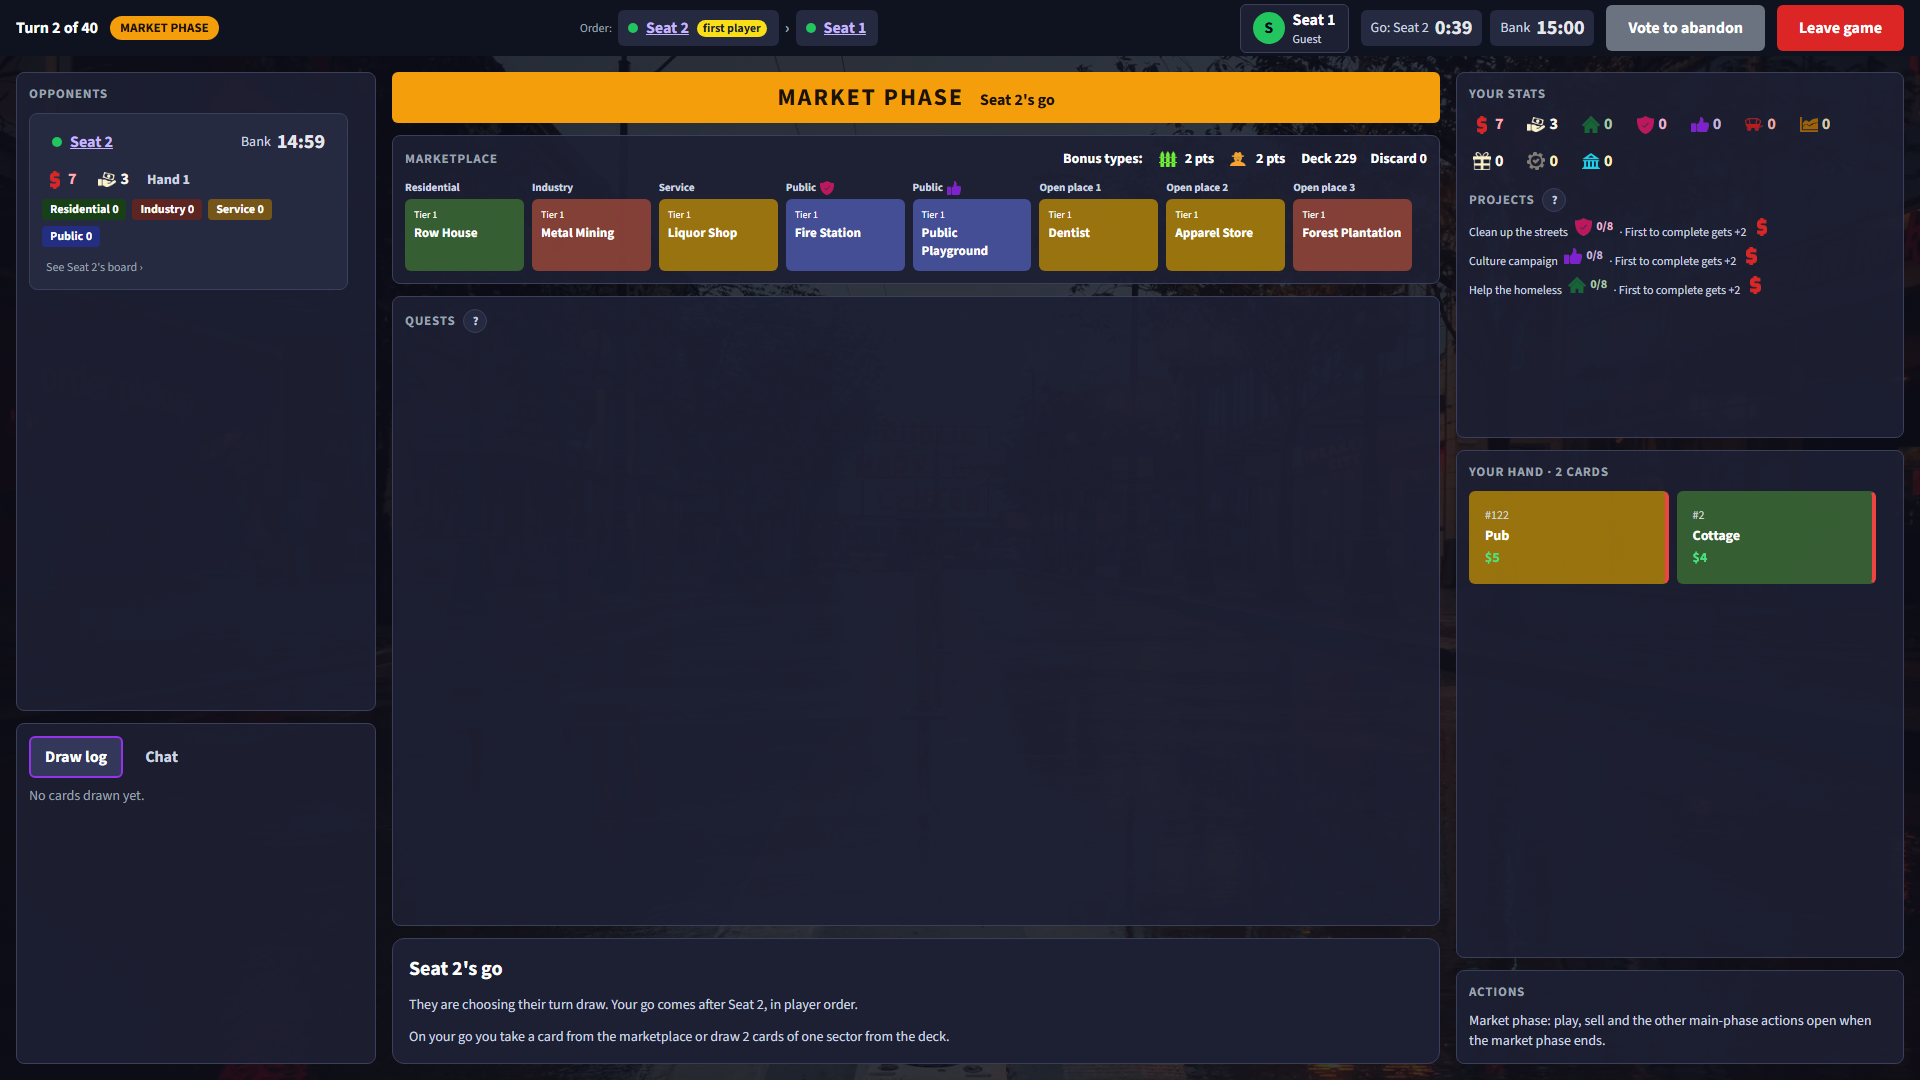 Turn 2 of 40 MARKET PHASE Order: Seat 2 first player › Seat 1 S Seat 1 Guest Go: Seat 2 0:39 Bank 15:00 Vote to abandon Leave game
OPPONENTS
Seat 2 Bank 14:59
7 3 Hand 1
Residential 0 Industry 0 Service 0
Public 0
See Seat 2's board ›
Draw log Chat
No cards drawn yet.
MARKET PHASE Seat 2's go
MARKETPLACE Bonus types: 2 pts 2 pts Deck 229 Discard 0
Residential Industry Service Public Public Open place 1 Open place 2 Open place 3
Tier 1 Tier 1 Tier 1 Tier 1 Tier 1 Tier 1 Tier 1 Tier 1
Row House Metal Mining Liquor Shop Fire Station Public Dentist Apparel Store Forest Plantation
Playground
QUESTS ?
Seat 2's go
They are choosing their turn draw. Your go comes after Seat 2, in player order.
On your go you take a card from the marketplace or draw 2 cards of one sector from the deck.
YOUR STATS
7 3 0 0 0 0 0
0 0 0
PROJECTS ?
Clean up the streets 0/8 · First to complete gets +2
Culture campaign 0/8 · First to complete gets +2
Help the homeless 0/8 · First to complete gets +2
YOUR HAND · 2 CARDS
#122 #2
Pub Cottage
$5 $4
ACTIONS
Market phase: play, sell and the other main-phase actions open when
the market phase ends.